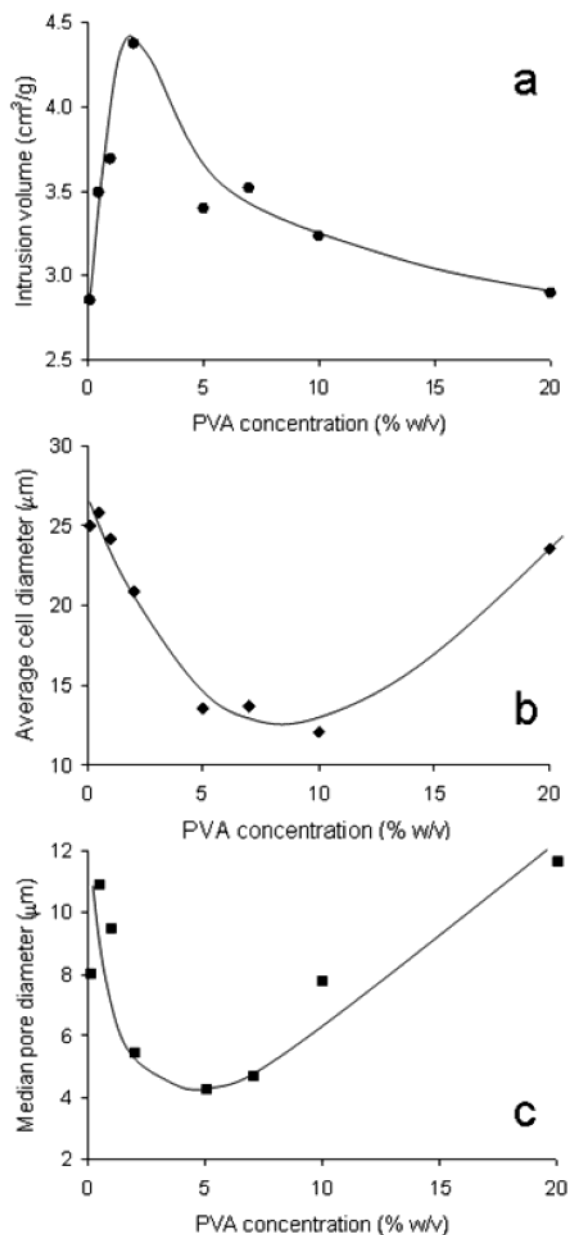 4.5
a
4.0
3.5
3.0
2.5
Intrusion volume (cm³/g)
0 5 10 15 20
PVA concentration (% w/v)
30
25
20
15
10
Average cell diameter (μm)
b
0 5 10 15 20
PVA concentration (% w/v)
12
10
8
6
4
2
Median pore diameter (μm)
c
0 5 10 15 20
PVA concentration (% w/v)